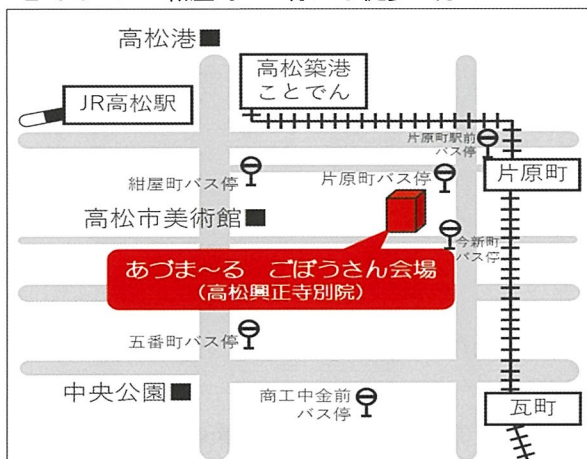 高松港
高松築港
ことでん
JR高松駅
片原町駅前
バス停
紺屋町バス停
片原町バス停
片原町
高松市美術館
今新町
バス停
あづま～る ごぼうさん会場
(高松興正寺別院)
五番町バス停
中央公園
商工中金前
バス停
瓦町